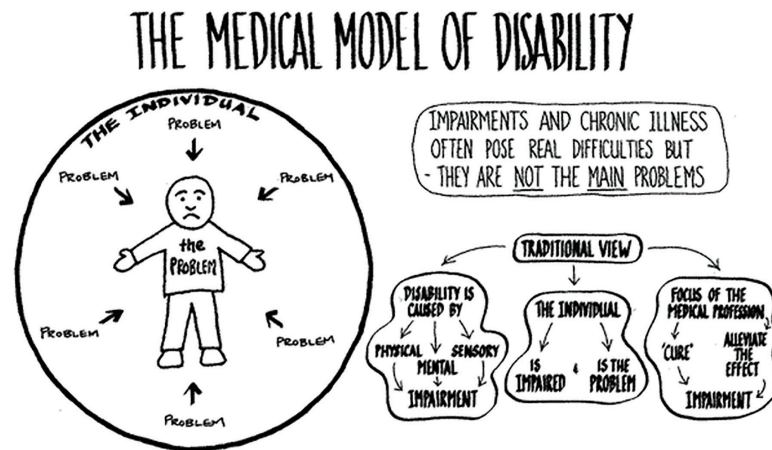 THE MEDICAL MODEL OF DISABILITY
THE INDIVIDUAL
PROBLEM
PROBLEM
PROBLEM
the
PROBLEM
PROBLEM
PROBLEM
PROBLEM
IMPAIRMENTS AND CHRONIC ILLNESS
OFTEN POSE REAL DIFFICULTIES BUT
- THEY ARE NOT THE MAIN PROBLEMS
TRADITIONAL VIEW
DISABILITY IS
CAUSED BY
PHYSICAL SENSORY
MENTAL
IMPAIRMENT
THE INDIVIDUAL
IS IMPAIRED & IS THE PROBLEM
FOCUS OF THE
MEDICAL PROFESSION
'CURE'
ALLEVIATE
THE
EFFECT
IMPAIRMENT